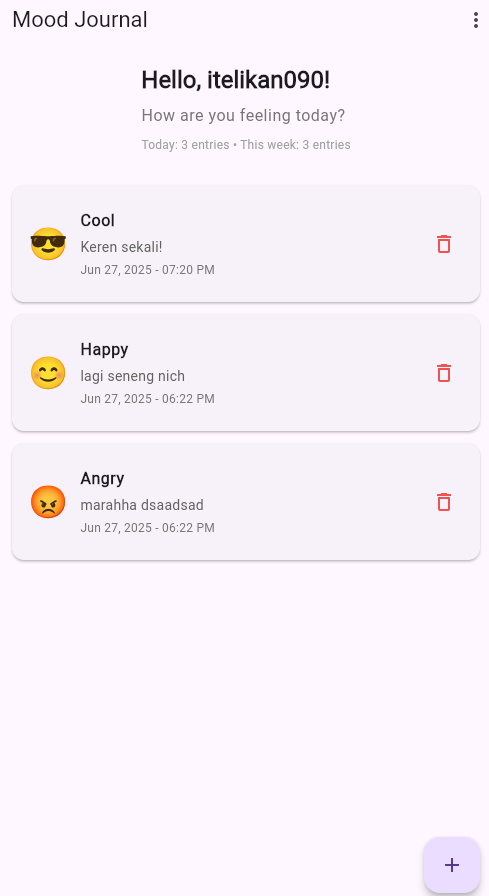 Mood Journal
Hello, itelikan090!
How are you feeling today?
Today: 3 entries • This week: 3 entries
Cool
Keren sekali!
Jun 27, 2025 - 07:20 PM
Happy
lagi seneng nich
Jun 27, 2025 - 06:22 PM
Angry
marahha dsaadsad
Jun 27, 2025 - 06:22 PM